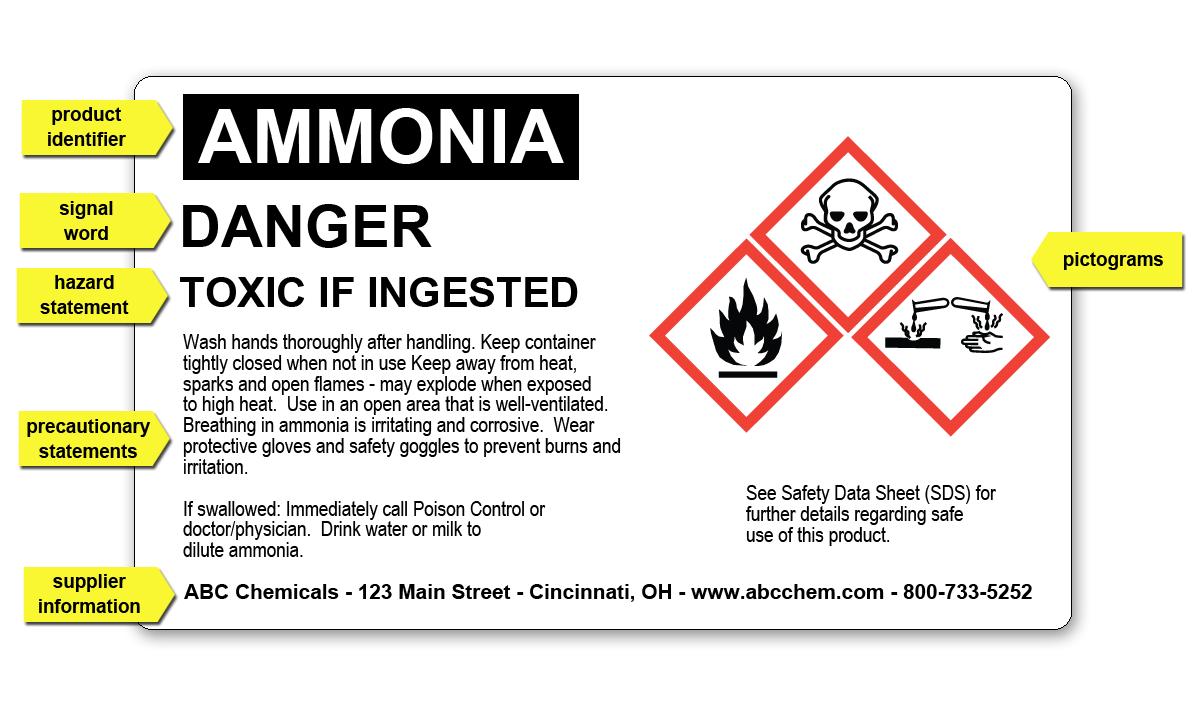 product
identifier
AMMONIA
signal
word
DANGER
hazard
statement
TOXIC IF INGESTED
pictograms
precautionary
statements
Wash hands thoroughly after handling. Keep container
tightly closed when not in use Keep away from heat,
sparks and open flames - may explode when exposed
to high heat.  Use in an open area that is well-ventilated.
Breathing in ammonia is irritating and corrosive.  Wear
protective gloves and safety goggles to prevent burns and
irritation.
If swallowed: Immediately call Poison Control or
doctor/physician.  Drink water or milk to
dilute ammonia.
See Safety Data Sheet (SDS) for
further details regarding safe
use of this product.
supplier
information
ABC Chemicals - 123 Main Street - Cincinnati, OH - www.abcchem.com - 800-733-5252